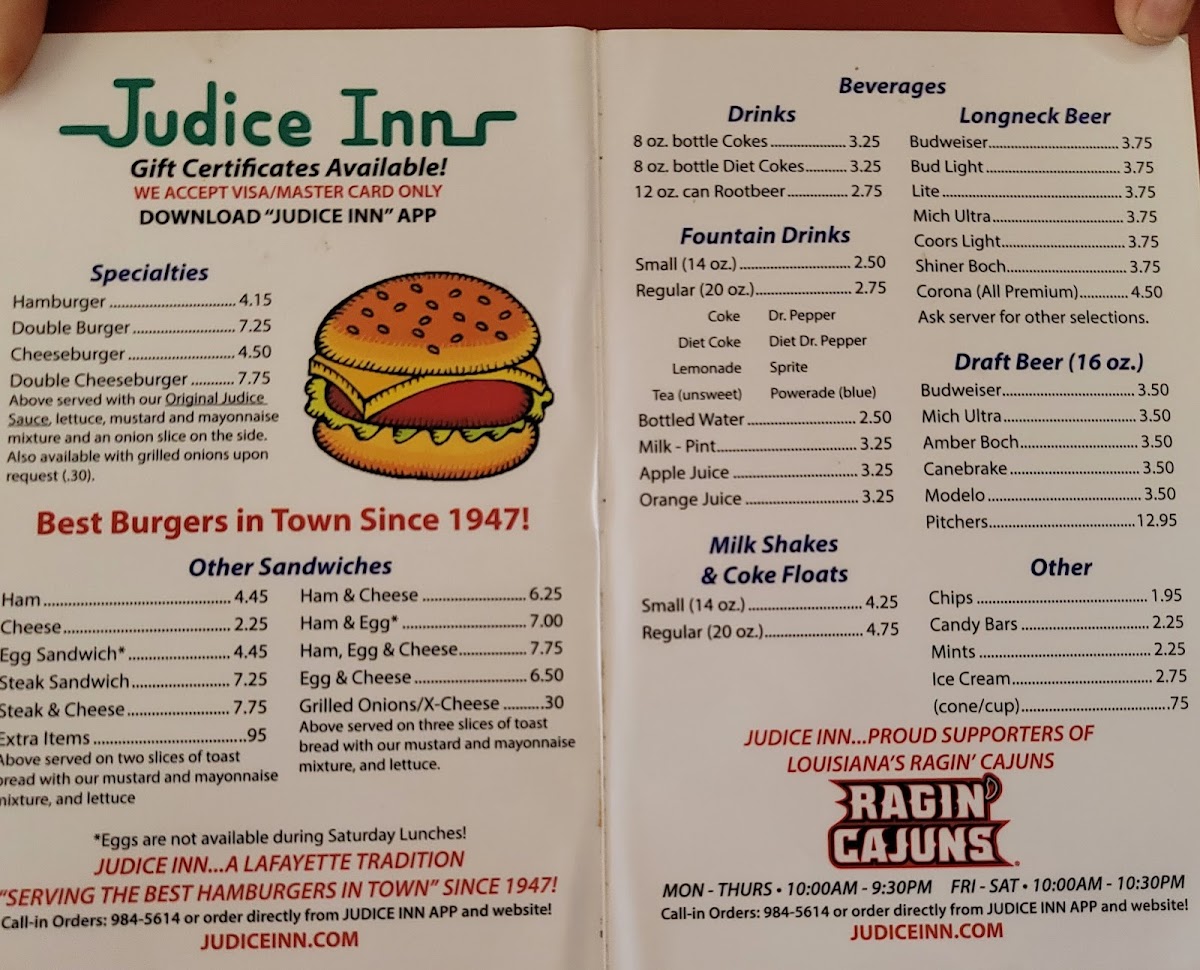 Judice Inn
Gift Certificates Available!
WE ACCEPT VISA/MASTER CARD ONLY
DOWNLOAD “JUDICE INN” APP
Specialties
Hamburger ............................. 4.15
Double Burger ....................... 7.25
Cheeseburger ........................ 4.50
Double Cheeseburger ........... 7.75
Above served with our Original Judice
Sauce, lettuce, mustard and mayonnaise
mixture and an onion slice on the side.
Also available with grilled onions upon
request (.30).
Best Burgers in Town Since 1947!
Other Sandwiches
Ham .......................................... 4.45
Cheese ..................................... 2.25
Egg Sandwich* ....................... 4.45
Steak Sandwich ...................... 7.25
Steak & Cheese ....................... 7.75
Extra Items .................................. .95
Above served on two slices of toast
bread with our mustard and mayonnaise
mixture, and lettuce
Ham & Cheese ....................... 6.25
Ham & Egg* ............................ 7.00
Ham, Egg & Cheese ............... 7.75
Egg & Cheese ......................... 6.50
Grilled Onions/X-Cheese ......... .30
Above served on three slices of toast
bread with our mustard and mayonnaise
mixture, and lettuce.
*Eggs are not available during Saturday Lunches!
JUDICE INN...A LAFAYETTE TRADITION
“SERVING THE BEST HAMBURGERS IN TOWN” SINCE 1947!
Call-in Orders: 984-5614 or order directly from JUDICE INN APP and website!
JUDICEINN.COM
Beverages
Drinks
8 oz. bottle Cokes .................... 3.25
8 oz. bottle Diet Cokes ........... 3.25
12 oz. can Rootbeer ................ 2.75
Fountain Drinks
Small (14 oz.) ........................... 2.50
Regular (20 oz.) ....................... 2.75
Coke Dr. Pepper
Diet Coke Diet Dr. Pepper
Lemonade Sprite
Tea (unsweet) Powerade (blue)
Bottled Water .......................... 2.50
Milk - Pint ................................. 3.25
Apple Juice .............................. 3.25
Orange Juice ........................... 3.25
Milk Shakes
& Coke Floats
Small (14 oz.) ........................... 4.25
Regular (20 oz.) ....................... 4.75
Longneck Beer
Budweiser ................................ 3.75
Bud Light ................................. 3.75
Lite ............................................ 3.75
Mich Ultra ................................ 3.75
Coors Light .............................. 3.75
Shiner Boch ............................. 3.75
Corona (All Premium) ............ 4.50
Ask server for other selections.
Draft Beer (16 oz.)
Budweiser ................................ 3.50
Mich Ultra ................................ 3.50
Amber Boch ............................ 3.50
Canebrake ............................... 3.50
Modelo ..................................... 3.50
Pitchers .................................. 12.95
Other
Chips ........................................ 1.95
Candy Bars .............................. 2.25
Mints ........................................ 2.25
Ice Cream ................................. 2.75
(cone/cup) .................................. .75
JUDICE INN...PROUD SUPPORTERS OF
LOUISIANA’S RAGIN’ CAJUNS
RAGIN’
CAJUNS
MON - THURS • 10:00AM - 9:30PM FRI - SAT • 10:00AM - 10:30PM
Call-in Orders: 984-5614 or order directly from JUDICE INN APP and website!
JUDICEINN.COM